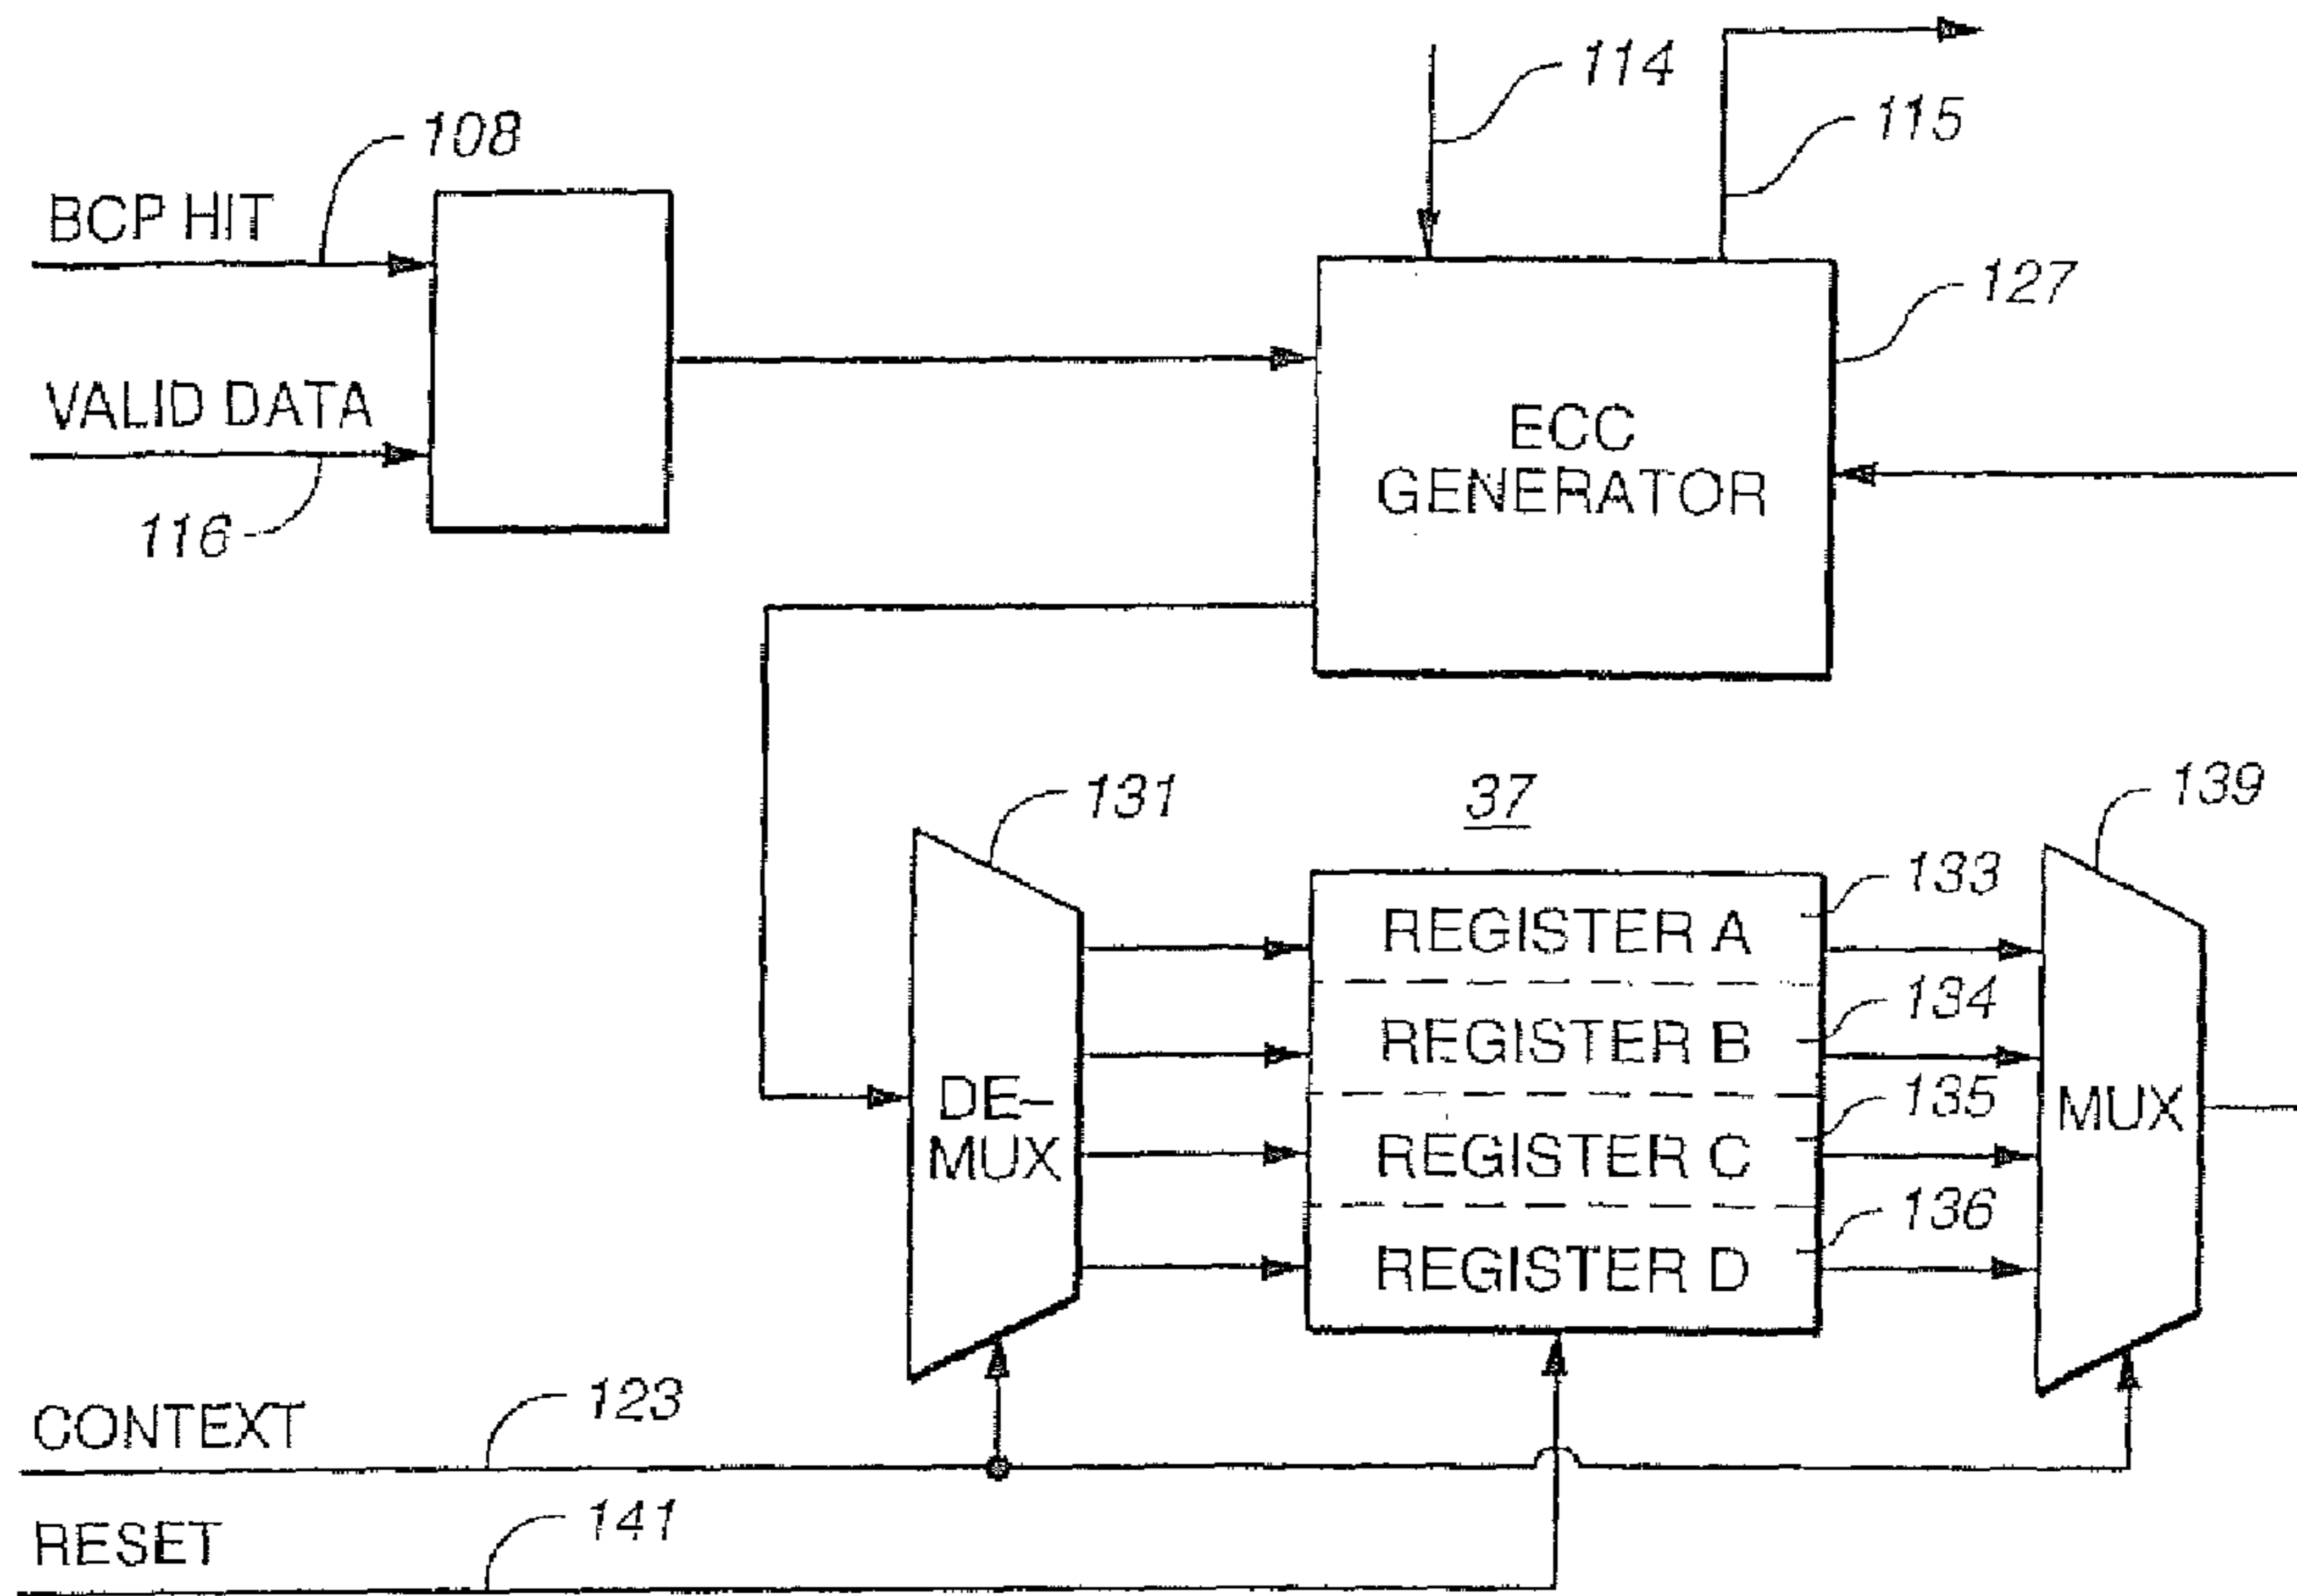 114
115
108
BCP HIT
127
VALID DATA
116
ECC
GENERATOR
131
37
139
133
REGISTER A
134
REGISTER B
135
DE-
MUX
MUX
REGISTER C
136
REGISTER D
123
CONTEXT
141
RESET